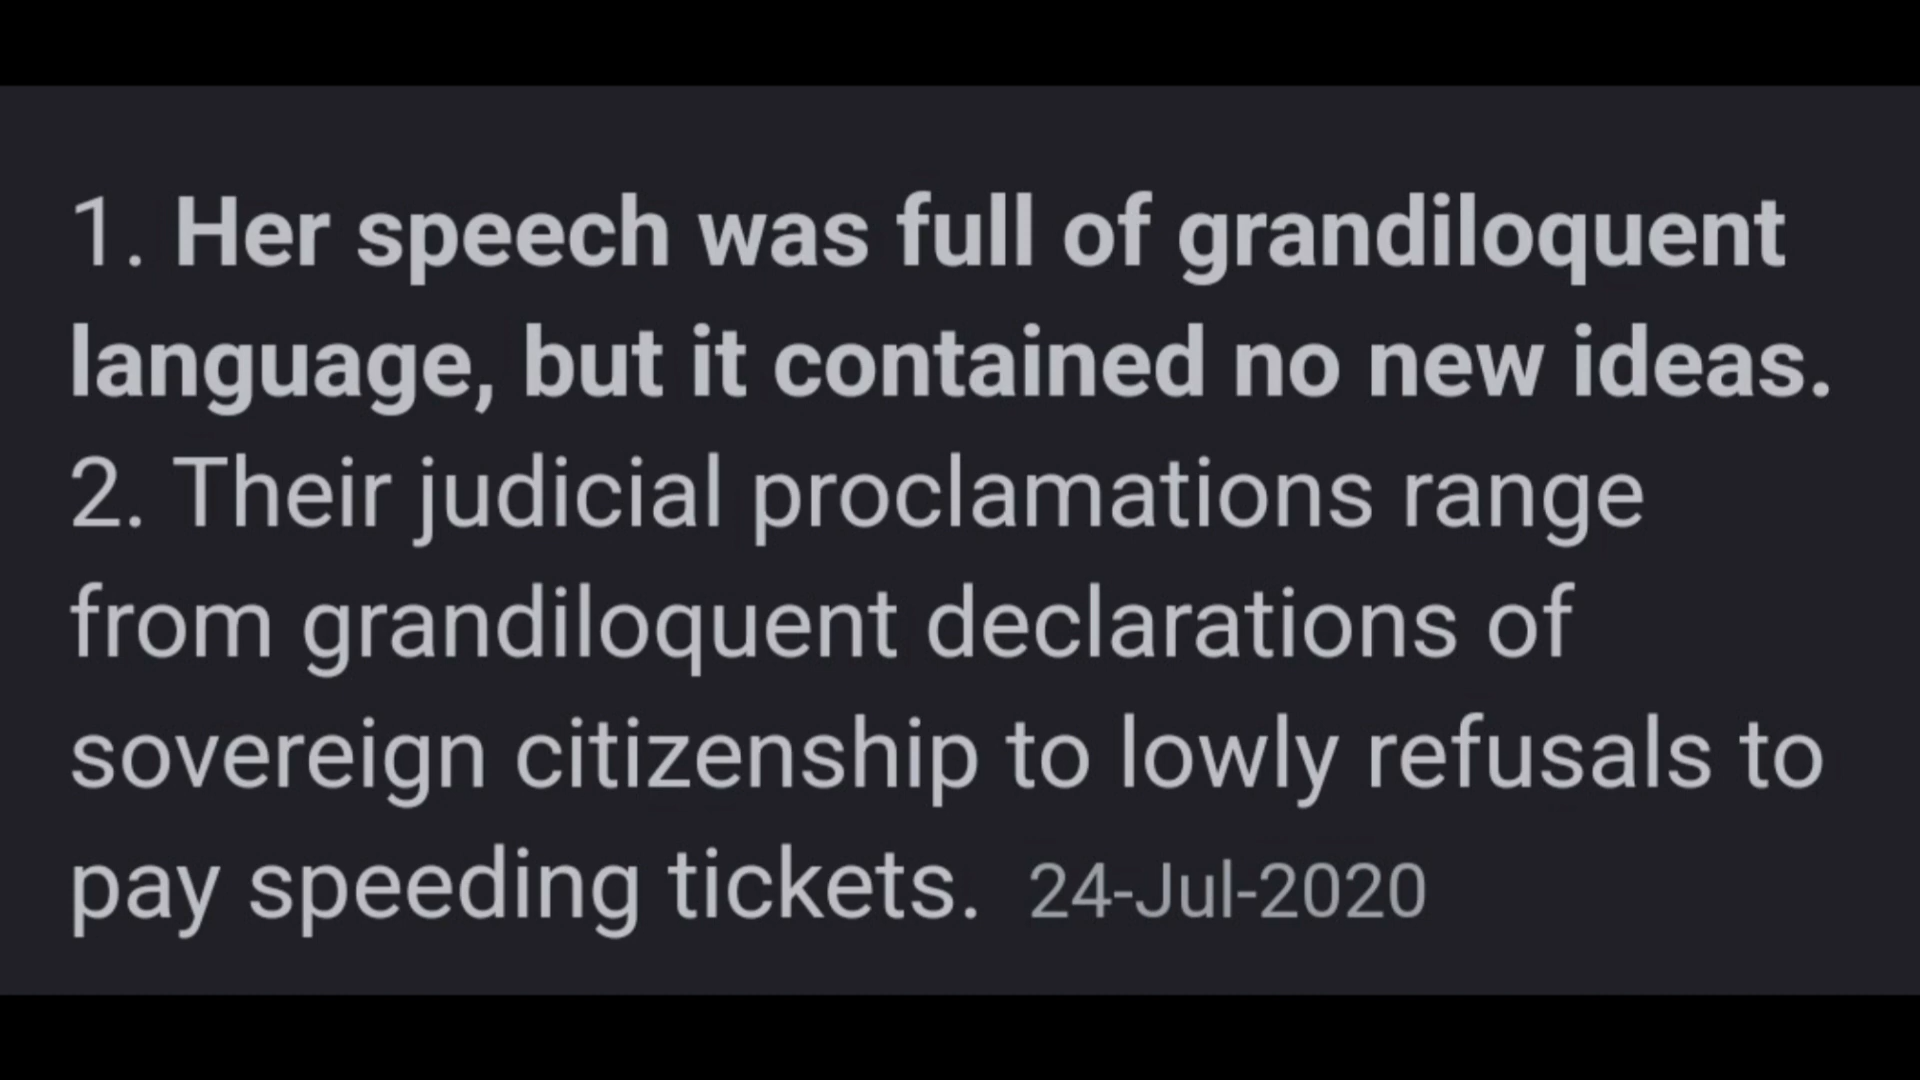 1. Her speech was full of grandiloquent
language, but it contained no new ideas.
2. Their judicial proclamations range
from grandiloquent declarations of
sovereign citizenship to lowly refusals to
pay speeding tickets. 24-Jul-2020